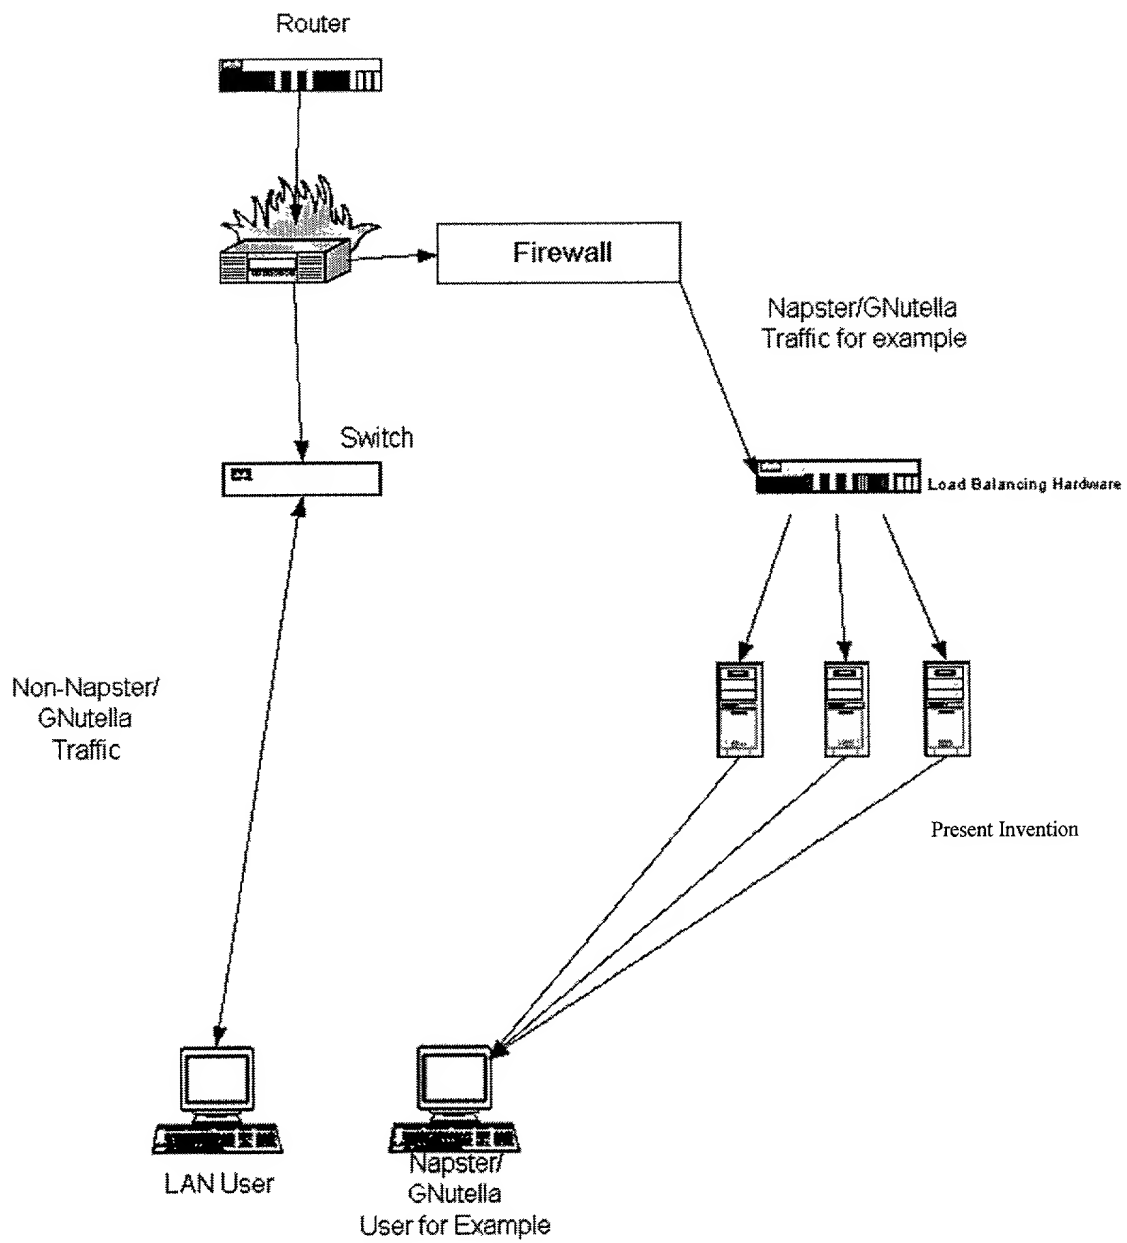 Router
Firewall
Napster/GNutella
Traffic for example
Switch
Load Balancing Hardware
Non-Napster/
GNutella
Traffic
Present Invention
LAN User
Napster/
GNutella
User for Example